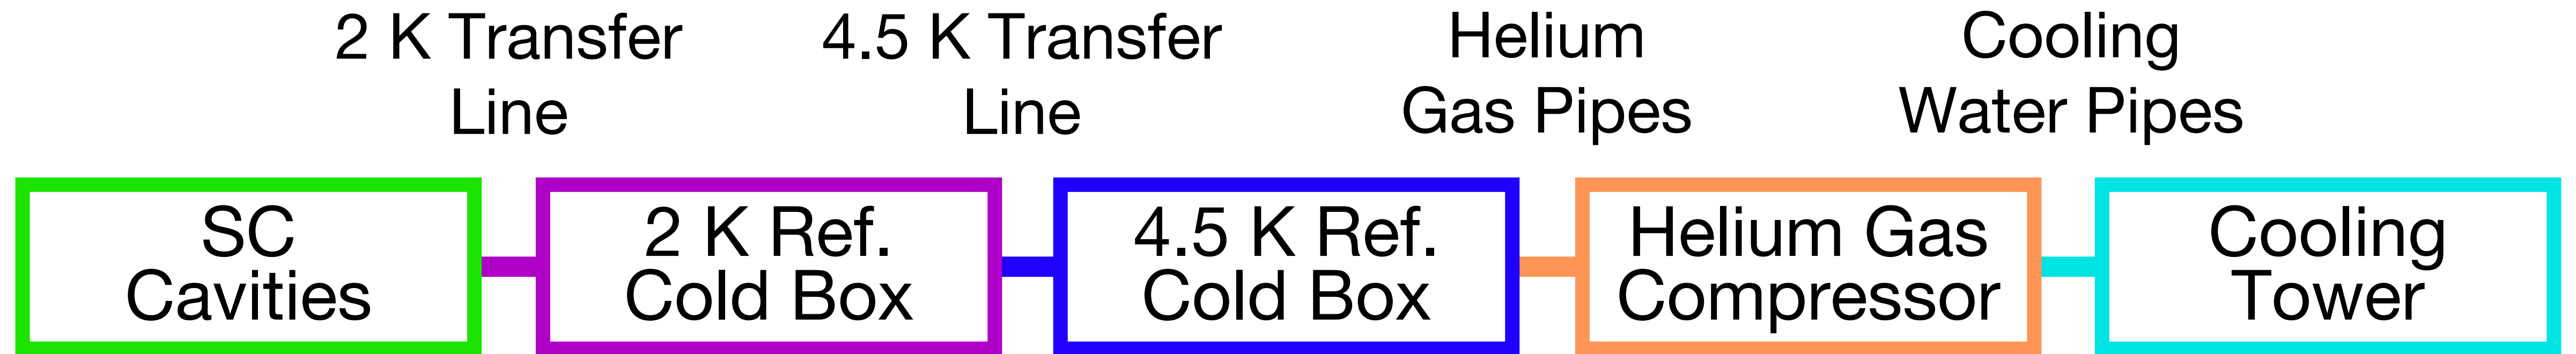 2 K Transfer
Line
4.5 K Transfer
Line
Helium
Gas Pipes
Cooling
Water Pipes
SC
Cavities
2 K Ref.
Cold Box
4.5 K Ref.
Cold Box
Helium Gas
Compressor
Cooling
Tower